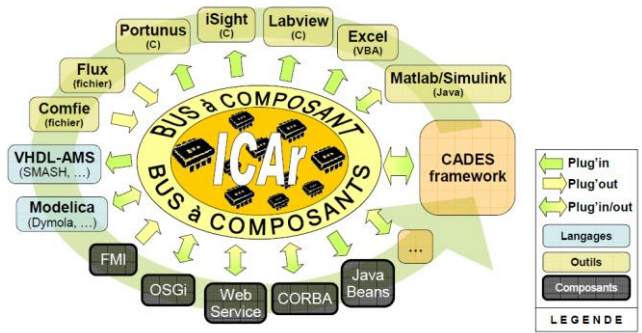 Portunus
(C)
iSight
(C)
Labview
(C)
Excel
(VBA)
Matlab/Simulink
(Java)
Flux
(fichier)
Comfie
(fichier)
VHDL-AMS
(SMASH, ...)
Modelica
(Dymola, ...)
BUS à COMPOSANT
ICAr
BUS à COMPOSANTS
CADES
framework
FMI
OSGi
Web
Service
CORBA
Java
Beans
...
Plug'in
Plug'out
Plug'in/out
Langages
Outils
Composants
LEGENDE